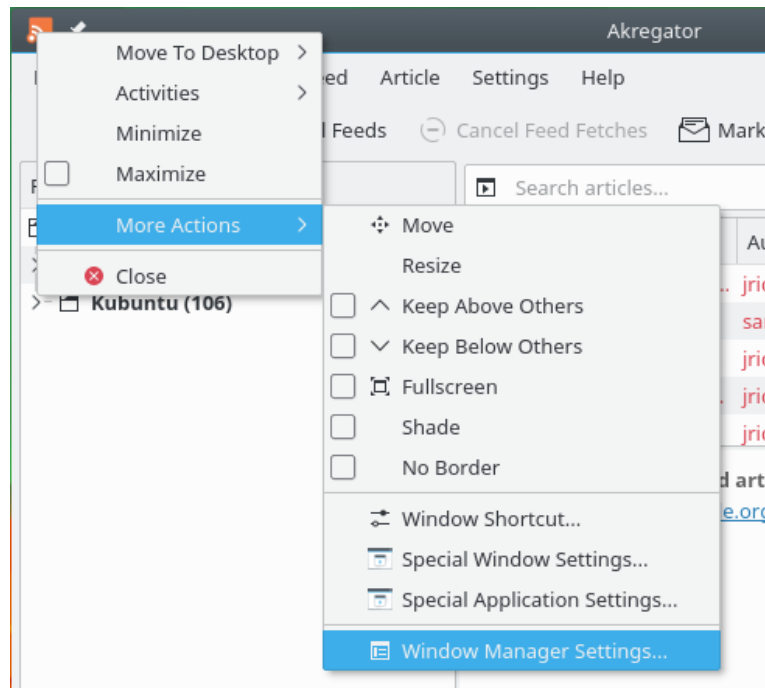 Akregator
Move To Desktop
ed Article Settings Help
Activities
Minimize
l Feeds Cancel Feed Fetches Mark
Maximize
Search articles...
More Actions
Move
Resize
Close
Kubuntu (106)
Keep Above Others
Keep Below Others
Fullscreen
Shade
No Border
d art
Window Shortcut...
e.org
Special Window Settings...
Special Application Settings...
Window Manager Settings...